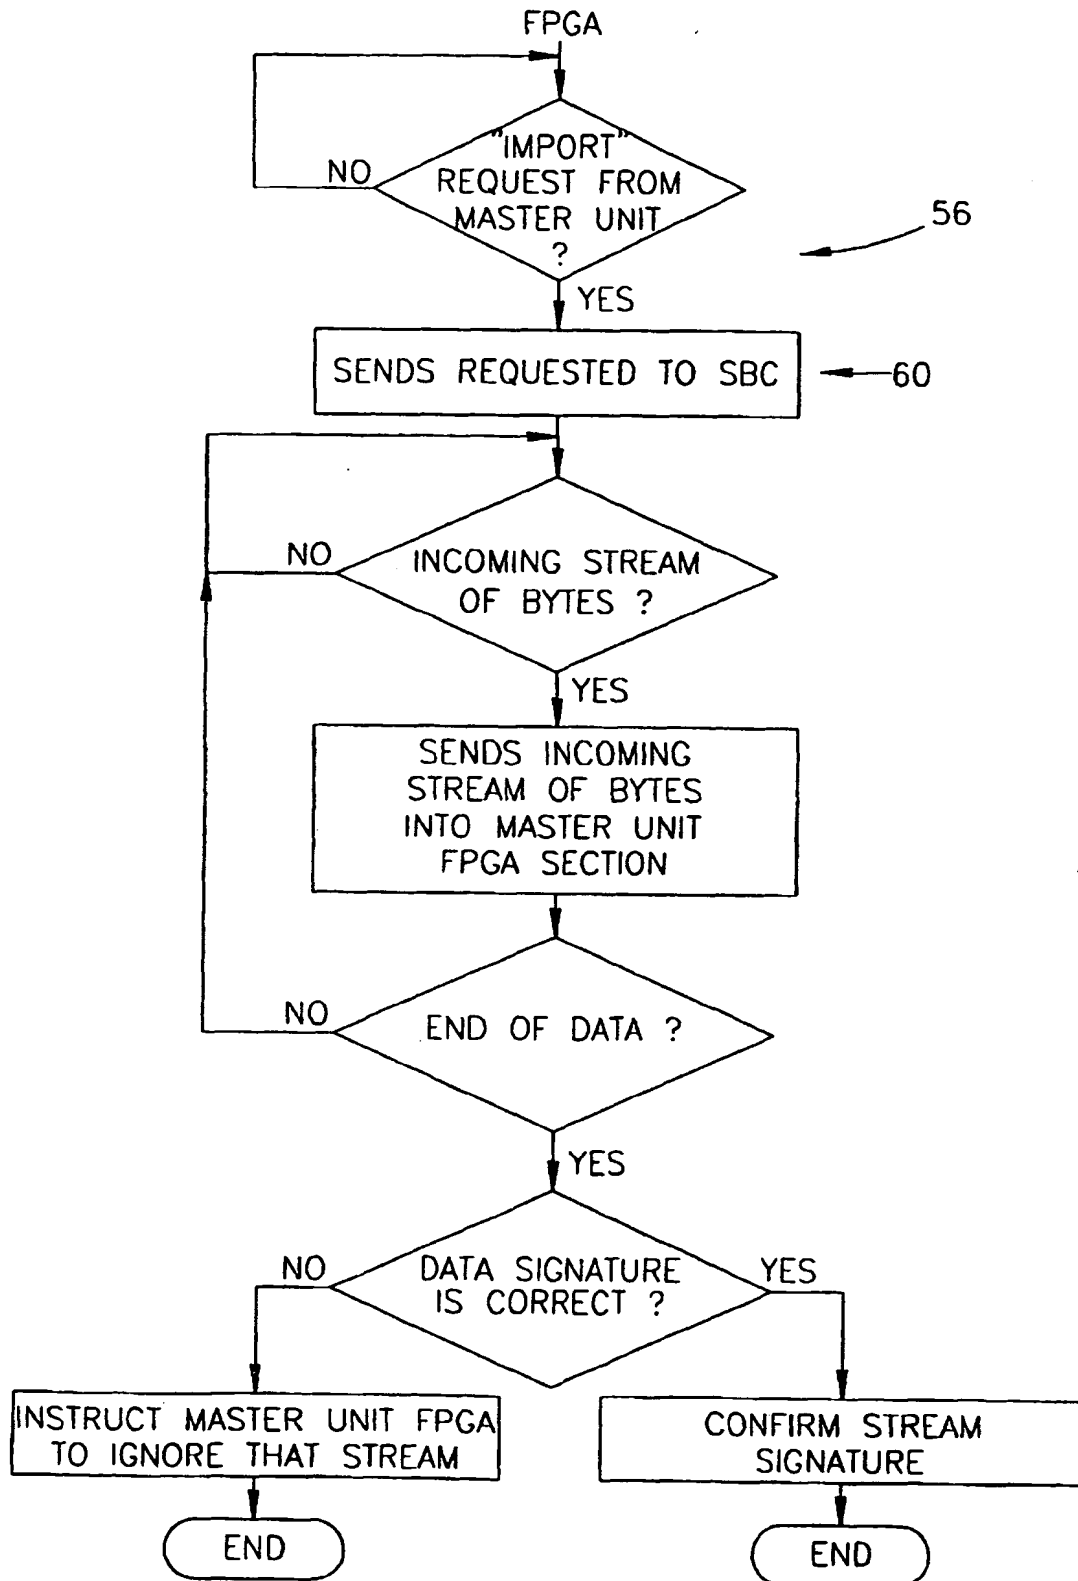 FPGA
"IMPORT"
REQUEST FROM
MASTER UNIT
?
NO
56
YES
SENDS REQUESTED TO SBC
60
NO
INCOMING STREAM
OF BYTES ?
YES
SENDS INCOMING
STREAM OF BYTES
INTO MASTER UNIT
FPGA SECTION
NO
END OF DATA ?
YES
NO
DATA SIGNATURE
IS CORRECT ?
YES
INSTRUCT MASTER UNIT FPGA
TO IGNORE THAT STREAM
CONFIRM STREAM
SIGNATURE
END
END